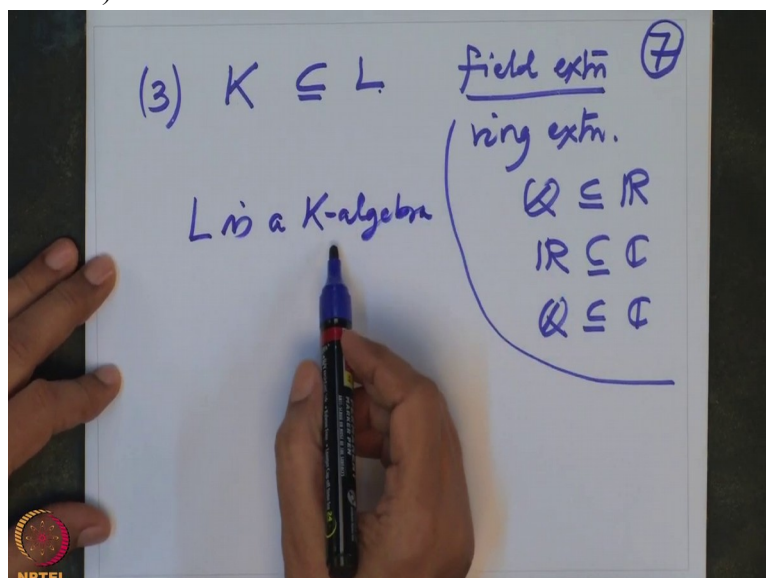 (3) K ⊆ L field extn 7
ring extn.
ℚ ⊆ ℝ
L is a K-algebra
ℝ ⊆ ℂ
ℚ ⊆ ℂ
NPTEL